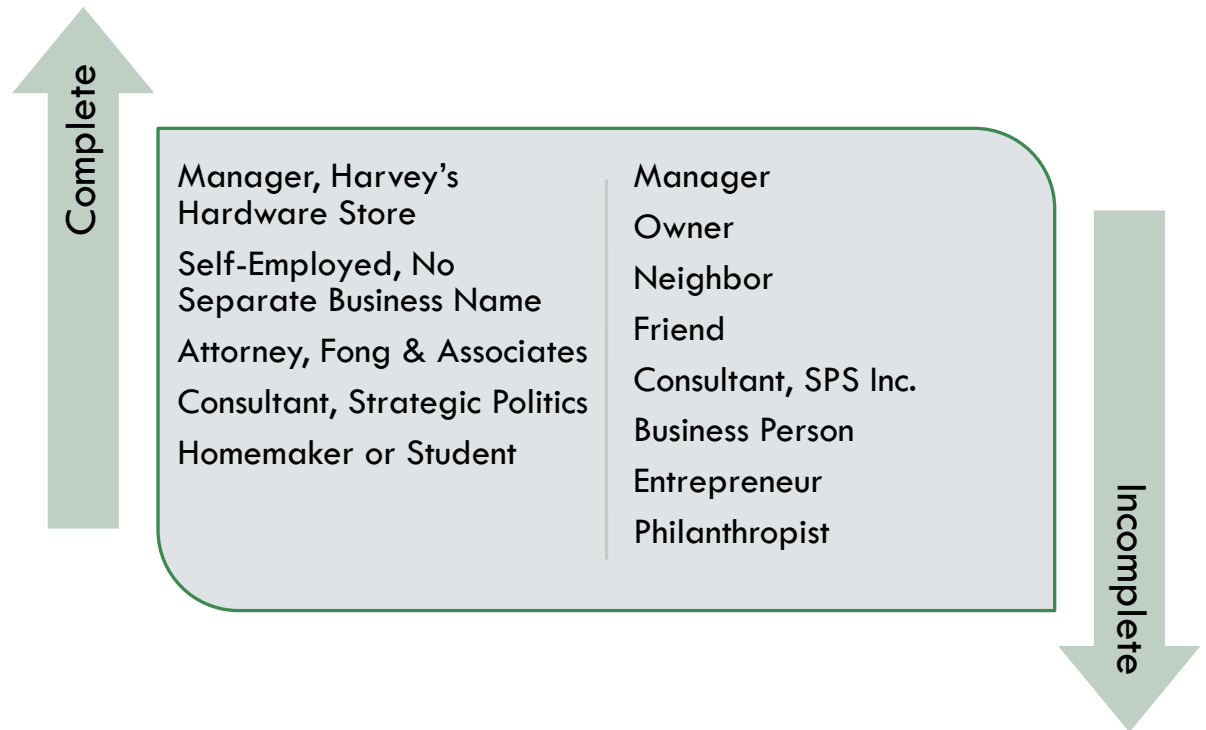 Complete
Manager, Harvey’s
Hardware Store
Self-Employed, No
Separate Business Name
Attorney, Fong & Associates
Consultant, Strategic Politics
Homemaker or Student
Manager
Owner
Neighbor
Friend
Consultant, SPS Inc.
Business Person
Entrepreneur
Philanthropist
Incomplete